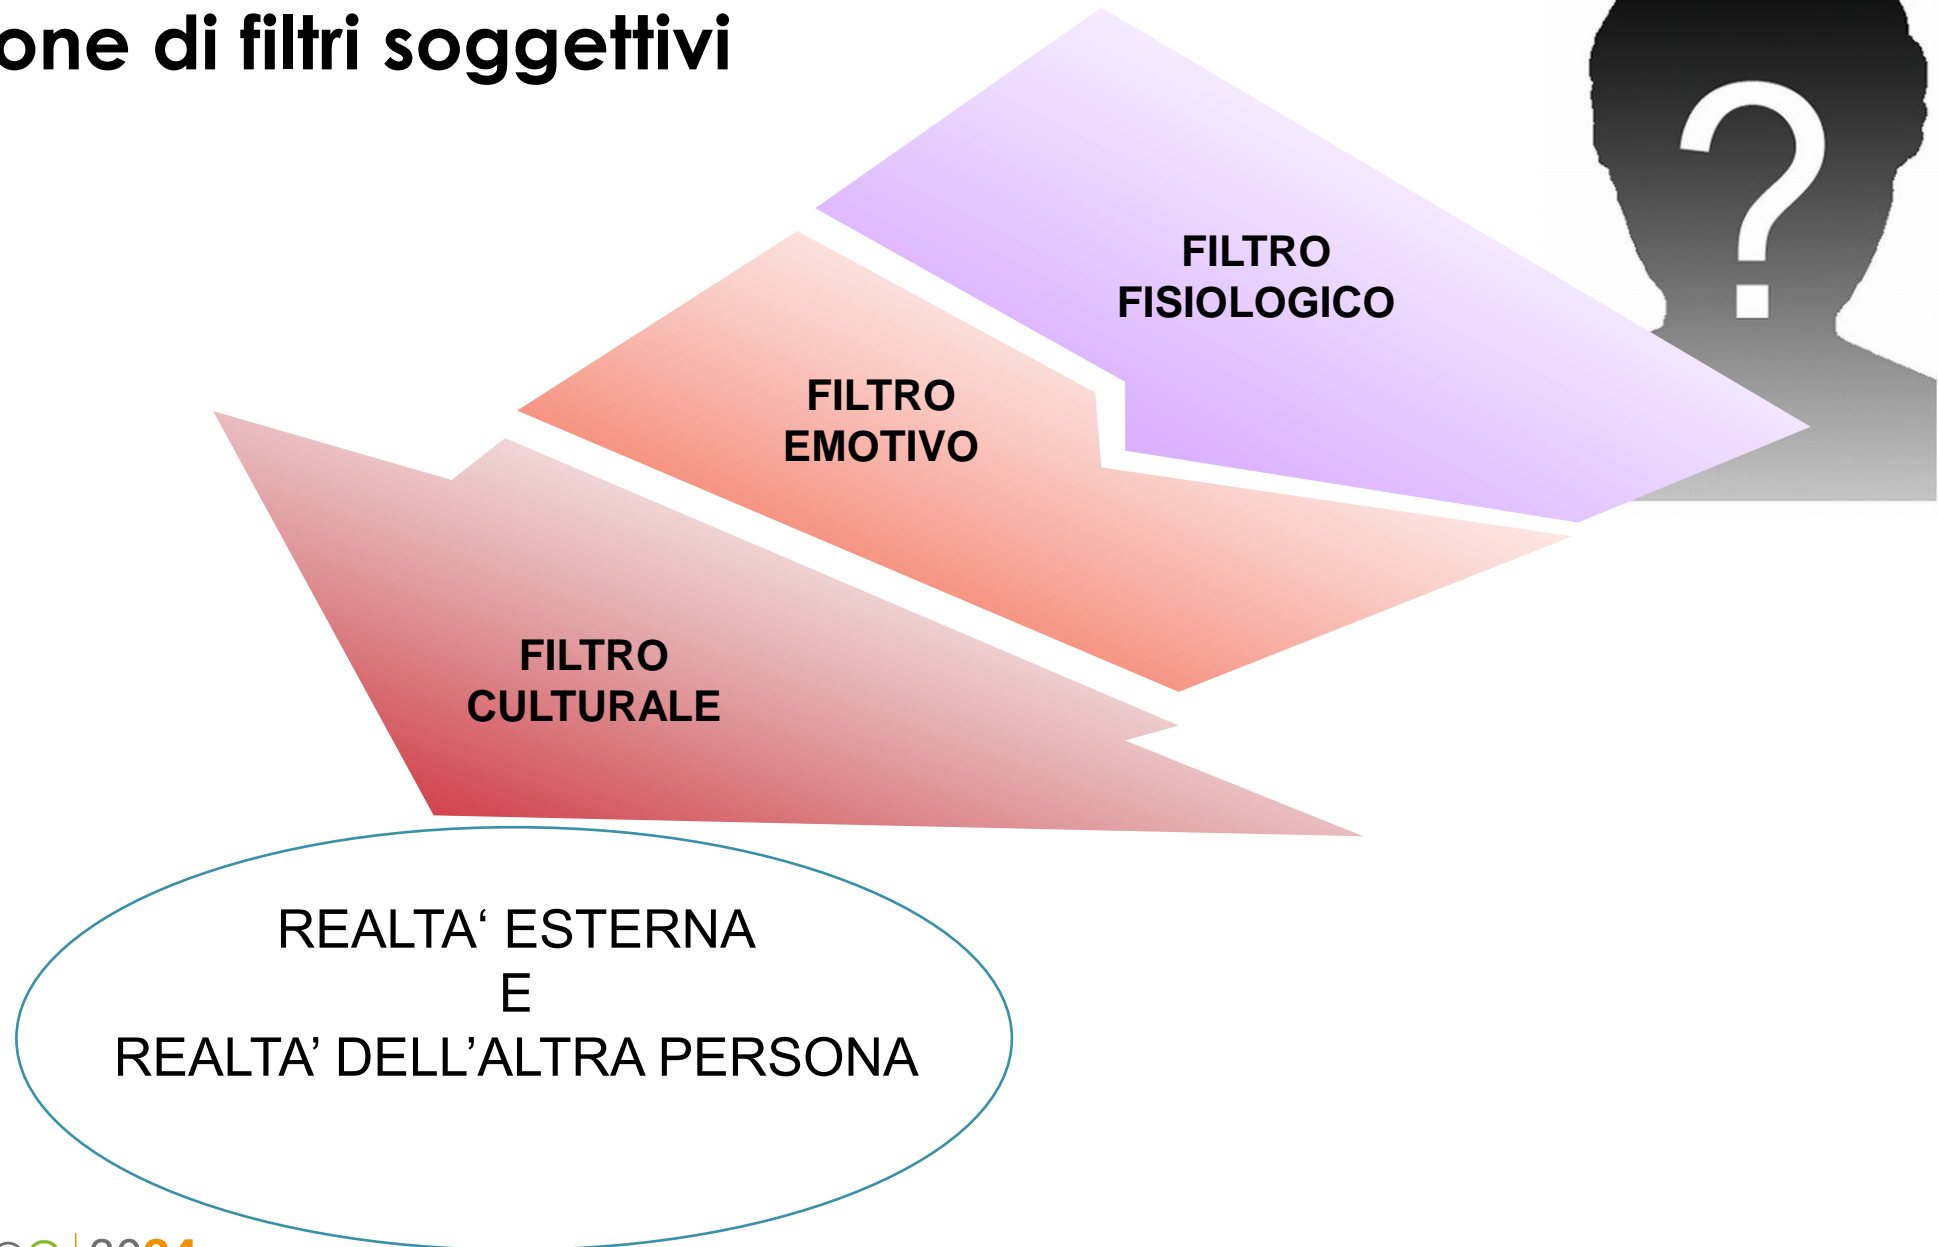 one di filtri soggettivi
?
FILTRO
FISIOLOGICO
FILTRO
EMOTIVO
FILTRO
CULTURALE
REALTA‘ ESTERNA
E
REALTA’ DELL’ALTRA PERSONA